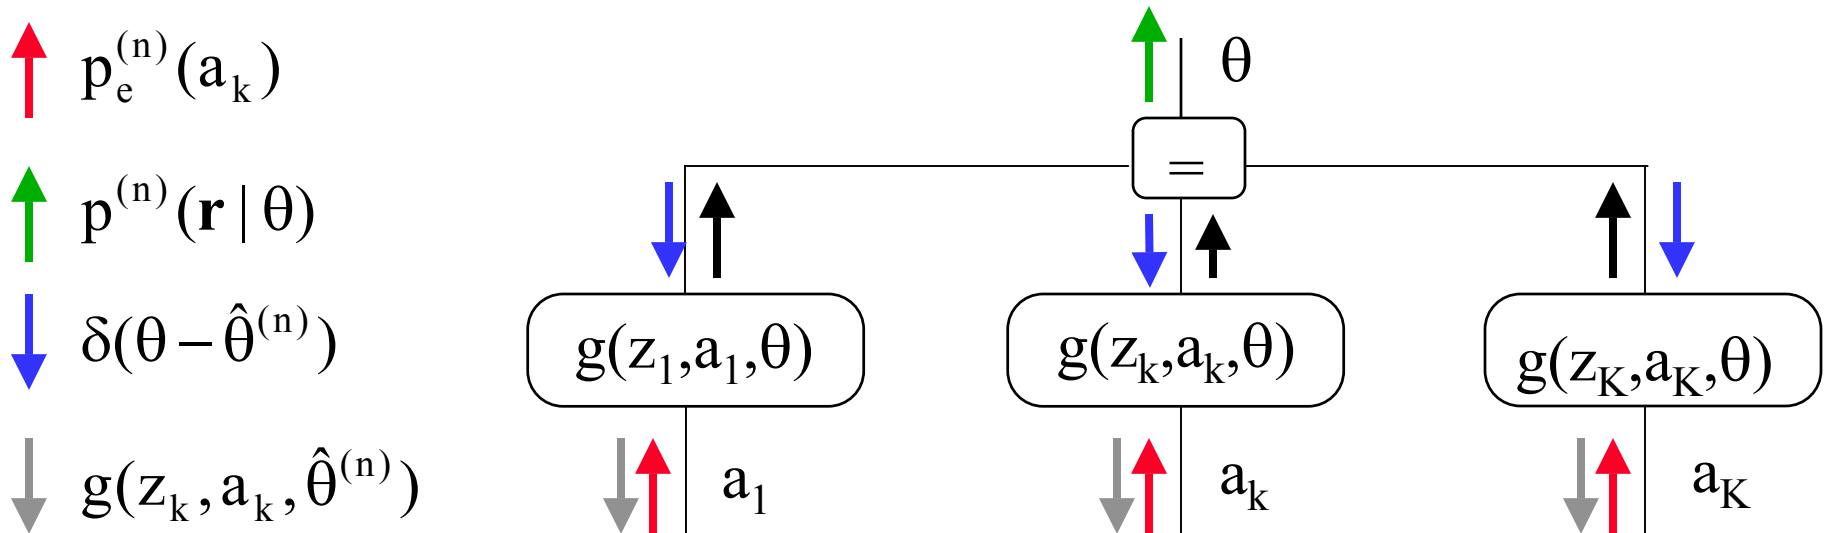 p_e^(n)(a_k)
p^(n)(r | θ)
δ(θ − θ̂^(n))
g(z_k, a_k, θ̂^(n))
θ
=
g(z_1,a_1,θ) g(z_k,a_k,θ) g(z_K,a_K,θ)
a_1 a_k a_K